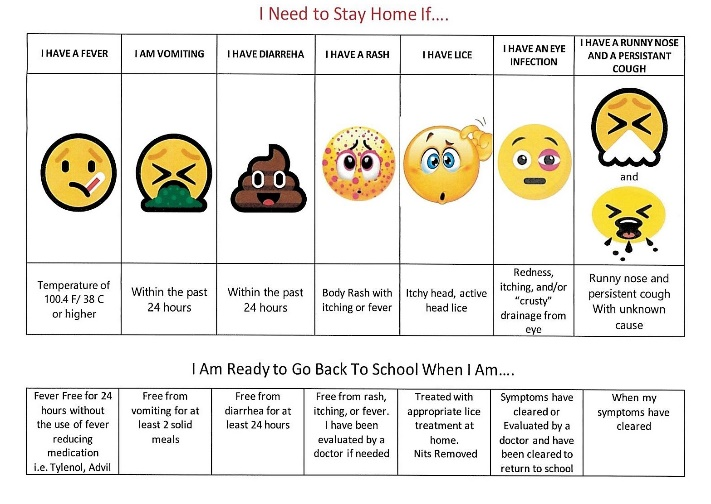 I Need to Stay Home If....
I HAVE A FEVER
I AM VOMITING
I HAVE DIARREHA
I HAVE A RASH
I HAVE LICE
I HAVE AN EYE
INFECTION
I HAVE A RUNNY NOSE
AND A PERSISTANT
COUGH
and
Temperature of
100.4 F/ 38 C
or higher
Within the past
24 hours
Within the past
24 hours
Body Rash with
itching or fever
Itchy head, active
head lice
Redness,
itching, and/or
"crusty"
drainage from
eye
Runny nose and
persistent cough
With unknown
cause
I Am Ready to Go Back To School When I Am....
Fever Free for 24
hours without
the use of fever
reducing
medication
i.e. Tylenol, Advil
Free from
vomiting for at
least 2 solid
meals
Free from
diarrhea for at
least 24 hours
Free from rash,
itching, or fever.
I have been
evaluated by a
doctor if needed
Treated with
appropriate lice
treatment at
home.
Nits Removed
Symptoms have
cleared or
Evaluated by a
doctor and have
been cleared to
return to school
When my
symptoms have
cleared